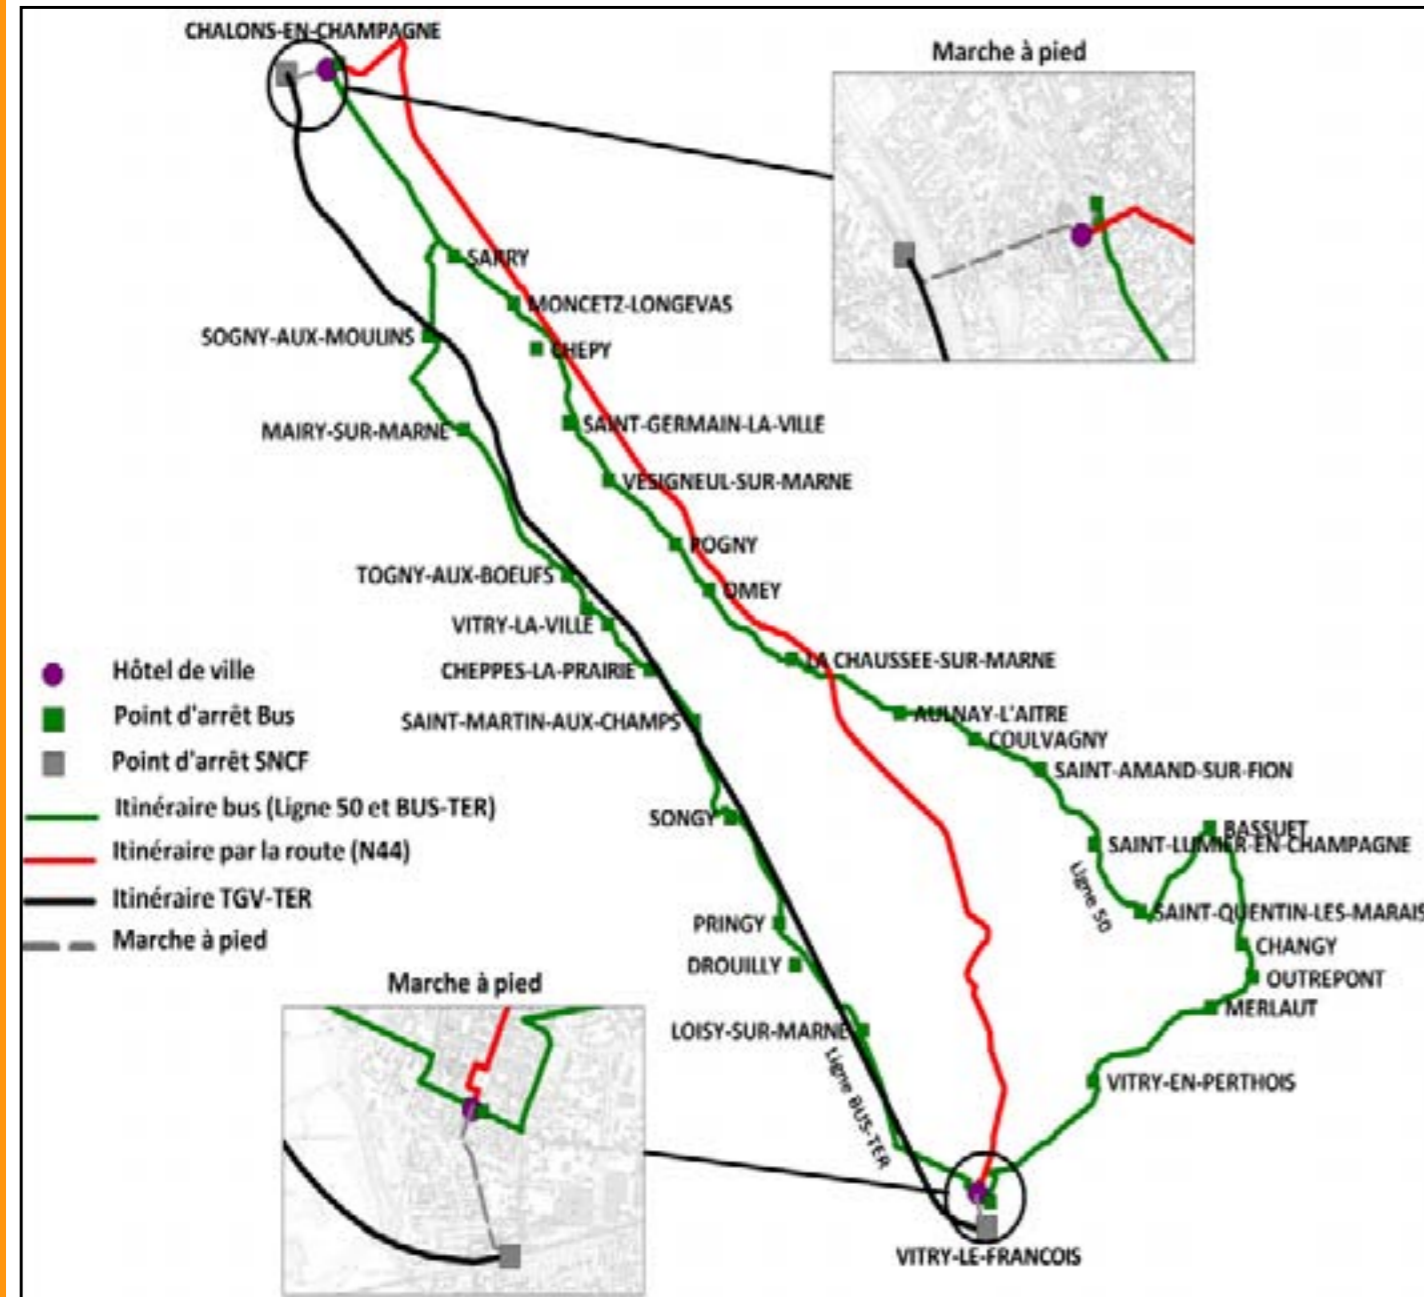 CHALONS-EN-CHAMPAGNE
Marche à pied
SARRY
MONCETZ-LONGEVAS
SOGNY-AUX-MOULINS
CHEPY
SAINT-GERMAIN-LA-VILLE
MAIRY-SUR-MARNE
VESIGNEUL-SUR-MARNE
POGNY
TOGNY-AUX-BOEUFS
OMEY
VITRY-LA-VILLE
LA CHAUSSEE-SUR-MARNE
CHEPPES-LA-PRAIRIE
Hôtel de ville
Point d'arrêt Bus
Point d'arrêt SNCF
Itinéraire bus (Ligne 50 et BUS-TER)
Itinéraire par la route (N44)
Itinéraire TGV-TER
Marche à pied
SAINT-MARTIN-AUX-CHAMPS
AULNAY-L'AITRE
COULVAGNY
SAINT-AMAND-SUR-FION
SONGY
BASSUET
SAINT-LUMIER-EN-CHAMPAGNE
Ligne 50
SAINT-QUENTIN-LES-MARAIS
PRINGY
CHANGY
DROUILLY
OUTREPONT
MERLAUT
Marche à pied
LOISY-SUR-MARNE
Ligne BUS-TER
VITRY-EN-PERTHOIS
VITRY-LE-FRANCOIS